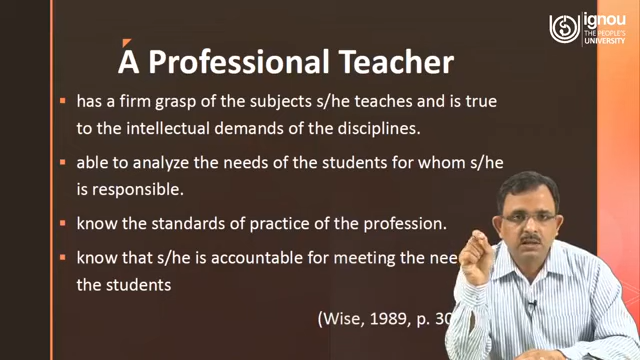 ignou
THE PEOPLE'S
UNIVERSITY
A Professional Teacher
has a firm grasp of the subjects s/he teaches and is true
to the intellectual demands of the disciplines.
able to analyze the needs of the students for whom s/he
is responsible.
know the standards of practice of the profession.
know that s/he is accountable for meeting the nee
the students
(Wise, 1989, p. 30